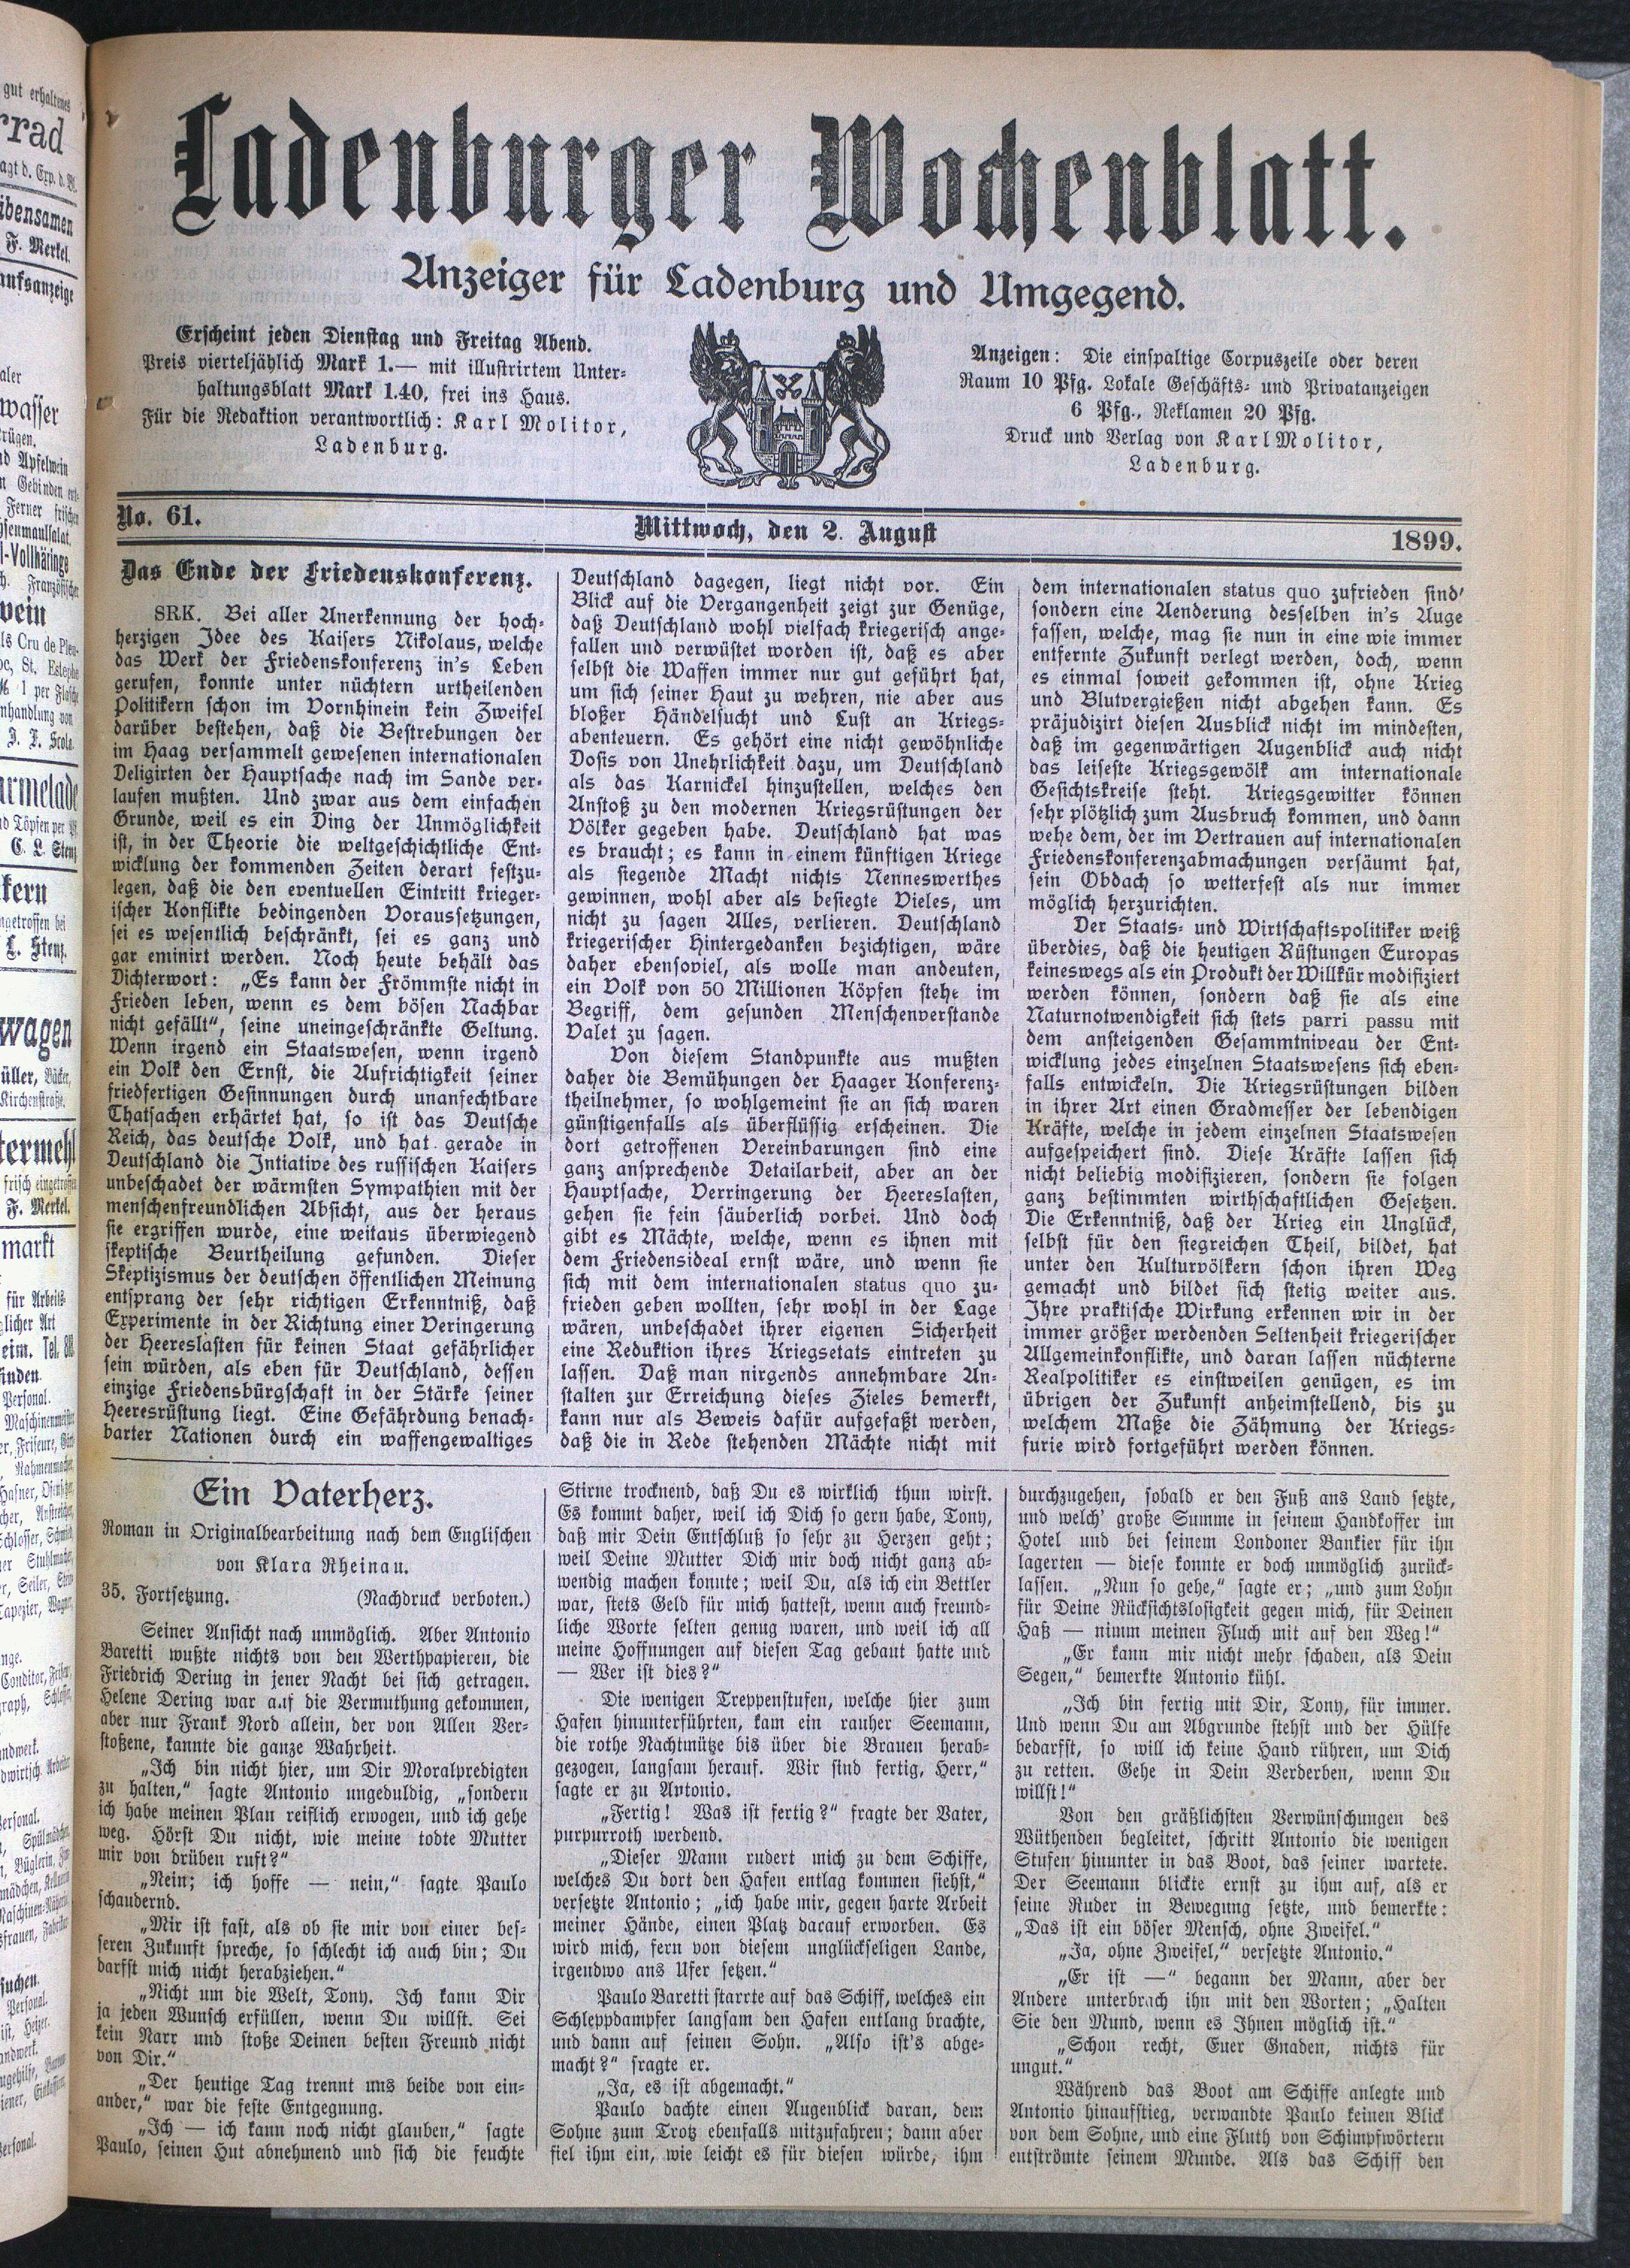 Ladenburger Wochenblatt.
Anzeiger für Ladenburg und Umgegend.
Erscheint jeden Dienstag und Freitag Abend.
Preis vierteljählich Mark 1.— mit illustrirtem Unter-
haltungsblatt Mark 1.40, frei ins Haus.
Für die Redaktion verantwortlich: Karl Molitor,
Ladenburg.
Anzeigen: Die einspaltige Corpuszeile oder deren
Raum 10 Pfg. Lokale Geschäfts- und Privatanzeigen
6 Pfg., Reklamen 20 Pfg.
Druck und Verlag von Karl Molitor,
Ladenburg.
No. 61.
Mittwoch, den 2. August
1899.
Das Ende der Friedenskonferenz.
SRK. Bei aller Anerkennung der hoch-
herzigen Idee des Kaisers Nikolaus, welche
das Werk der Friedenskonferenz in's Leben
gerufen, konnte unter nüchtern urtheilenden
Politikern schon im Vornhinein kein Zweifel
darüber bestehen, daß die Bestrebungen der
im Haag versammelt gewesenen internationalen
Deligirten der Hauptsache nach im Sande ver-
laufen mußten. Und zwar aus dem einfachen
Grunde, weil es ein Ding der Unmöglichkeit
ist, in der Theorie die weltgeschichtliche Ent-
wicklung der kommenden Zeiten derart festzu-
legen, daß die den eventuellen Eintritt krieger-
ischer Konflikte bedingenden Voraussetzungen,
sei es wesentlich beschränkt, sei es ganz und
gar eminirt werden. Noch heute behält das
Dichterwort: „Es kann der Frömmste nicht in
Frieden leben, wenn es dem bösen Nachbar
nicht gefällt“, seine uneingeschränkte Geltung.
Wenn irgend ein Staatswesen, wenn irgend
ein Volk den Ernst, die Aufrichtigkeit seiner
friedfertigen Gesinnungen durch unanfechtbare
Thatsachen erhärtet hat, so ist das Deutsche
Reich, das deutsche Volk, und hat gerade in
Deutschland die Intiative des russischen Kaisers
unbeschadet der wärmsten Sympathien mit der
menschenfreundlichen Absicht, aus der heraus
sie ergriffen wurde, eine weitaus überwiegend
skeptische Beurtheilung gefunden. Dieser
Skeptizismus der deutschen öffentlichen Meinung
entsprang der sehr richtigen Erkenntniß, daß
Experimente in der Richtung einer Veringerung
der Heereslasten für keinen Staat gefährlicher
sein würden, als eben für Deutschland, dessen
einzige Friedensbürgschaft in der Stärke seiner
Heeresrüstung liegt. Eine Gefährdung benach-
barter Nationen durch ein waffengewaltiges
Deutschland dagegen, liegt nicht vor. Ein
Blick auf die Vergangenheit zeigt zur Genüge,
daß Deutschland wohl vielfach kriegerisch ange-
fallen und verwüstet worden ist, daß es aber
selbst die Waffen immer nur gut geführt hat,
um sich seiner Haut zu wehren, nie aber aus
bloßer Händelsucht und Lust an Kriegs-
abenteuern. Es gehört eine nicht gewöhnliche
Dosis von Unehrlichkeit dazu, um Deutschland
als das Karnickel hinzustellen, welches den
Anstoß zu den modernen Kriegsrüstungen der
Völker gegeben habe. Deutschland hat was
es braucht; es kann in einem künftigen Kriege
als siegende Macht nichts Nenneswerthes
gewinnen, wohl aber als besiegte Vieles, um
nicht zu sagen Alles, verlieren. Deutschland
kriegerischer Hintergedanken bezichtigen, wäre
daher ebensoviel, als wolle man andeuten,
ein Volk von 50 Millionen Köpfen stehe im
Begriff, dem gesunden Menschenverstande
Valet zu sagen.
Von diesem Standpunkte aus mußten
daher die Bemühungen der Haager Konferenz-
theilnehmer, so wohlgemeint sie an sich waren
günstigenfalls als überflüssig erscheinen. Die
dort getroffenen Vereinbarungen sind eine
ganz ansprechende Detailarbeit, aber an der
Hauptsache, Verringerung der Heereslasten,
gehen sie fein säuberlich vorbei. Und doch
gibt es Mächte, welche, wenn es ihnen mit
dem Friedensideal ernst wäre, und wenn sie
sich mit dem internationalen status quo zu-
frieden geben wollten, sehr wohl in der Lage
wären, unbeschadet ihrer eigenen Sicherheit
eine Reduktion ihres Kriegsetats eintreten zu
lassen. Daß man nirgends annehmbare An-
stalten zur Erreichung dieses Zieles bemerkt,
kann nur als Beweis dafür aufgefaßt werden,
daß die in Rede stehenden Mächte nicht mit
dem internationalen status quo zufrieden sind'
sondern eine Aenderung desselben in's Auge
fassen, welche, mag sie nun in eine wie immer
entfernte Zukunft verlegt werden, doch, wenn
es einmal soweit gekommen ist, ohne Krieg
und Blutvergießen nicht abgehen kann. Es
präjudizirt diesen Ausblick nicht im mindesten,
daß im gegenwärtigen Augenblick auch nicht
das leiseste Kriegsgewölk am internationale
Gesichtskreise steht. Kriegsgewitter können
sehr plötzlich zum Ausbruch kommen, und dann
wehe dem, der im Vertrauen auf internationalen
Friedenskonferenzabmachungen versäumt hat,
sein Obdach so wetterfest als nur immer
möglich herzurichten.
Der Staats- und Wirtschaftspolitiker weiß
überdies, daß die heutigen Rüstungen Europas
keineswegs als ein Produkt der Willkür modifiziert
werden können, sondern daß sie als eine
Naturnotwendigkeit sich stets parri passu mit
dem ansteigenden Gesammtniveau der Ent-
wicklung jedes einzelnen Staatswesens sich eben-
falls entwickeln. Die Kriegsrüstungen bilden
in ihrer Art einen Gradmesser der lebendigen
Kräfte, welche in jedem einzelnen Staatswesen
aufgespeichert sind. Diese Kräfte lassen sich
nicht beliebig modifizieren, sondern sie folgen
ganz bestimmten wirthschaftlichen Gesetzen.
Die Erkenntniß, daß der Krieg ein Unglück,
selbst für den siegreichen Theil, bildet, hat
unter den Kulturvölkern schon ihren Weg
gemacht und bildet sich stetig weiter aus.
Ihre praktische Wirkung erkennen wir in der
immer größer werdenden Seltenheit kriegerischer
Allgemeinkonflikte, und daran lassen nüchterne
Realpolitiker es einstweilen genügen, es im
übrigen der Zukunft anheimstellend, bis zu
welchem Maße die Zähmung der Kriegs-
furie wird fortgeführt werden können.
Ein Vaterherz.
Roman in Originalbearbeitung nach dem Englischen
von Klara Rheinau.
35. Fortsetzung. (Nachdruck verboten.)
Seiner Ansicht nach unmöglich. Aber Antonio
Baretti wußte nichts von den Werthpapieren, die
Friedrich Dering in jener Nacht bei sich getragen.
Helene Dering war auf die Vermuthung gekommen,
aber nur Frank Nord allein, der von Allen Ver-
stoßene, kannte die ganze Wahrheit.
„Ich bin nicht hier, um Dir Moralpredigten
zu halten,“ sagte Antonio ungeduldig, „sondern
ich habe meinen Plan reiflich erwogen, und ich gehe
weg. Hörst Du nicht, wie meine todte Mutter
mir von drüben ruft?“
„Nein; ich hoffe — nein,“ sagte Paulo
schaudernd.
„Mir ist fast, als ob sie mir von einer bes-
seren Zukunft spreche, so schlecht ich auch bin; Du
darfst mich nicht herabziehen.“
„Nicht um die Welt, Tony. Ich kann Dir
ja jeden Wunsch erfüllen, wenn Du willst. Sei
kein Narr und stoße Deinen besten Freund nicht
von Dir.“
„Der heutige Tag trennt uns beide von ein-
ander,“ war die feste Entgegnung.
„Ich — ich kann noch nicht glauben,“ sagte
Paulo, seinen Hut abnehmend und sich die feuchte
Stirne trocknend, daß Du es wirklich thun wirst.
Es kommt daher, weil ich Dich so gern habe, Tony,
daß mir Dein Entschluß so sehr zu Herzen geht;
weil Deine Mutter Dich mir doch nicht ganz ab-
wendig machen konnte; weil Du, als ich ein Bettler
war, stets Geld für mich hattest, wenn auch freund-
liche Worte selten genug waren, und weil ich all
meine Hoffnungen auf diesen Tag gebaut hatte und
— Wer ist dies?“
Die wenigen Treppenstufen, welche hier zum
Hafen hinunterführten, kam ein rauher Seemann,
die rothe Nachtmütze bis über die Brauen herab-
gezogen, langsam herauf. Wir sind fertig, Herr,“
sagte er zu Antonio.
„Fertig! Was ist fertig?“ fragte der Vater,
purpurroth werdend.
„Dieser Mann rudert mich zu dem Schiffe,
welches Du dort den Hafen entlag kommen siehst,“
versetzte Antonio; „ich habe mir, gegen harte Arbeit
meiner Hände, einen Platz darauf erworben. Es
wird mich, fern von diesem unglückseligen Lande,
irgendwo ans Ufer setzen.“
Paulo Baretti starrte auf das Schiff, welches ein
Schleppdampfer langsam den Hafen entlang brachte,
und dann auf seinen Sohn. „Also ist's abge-
macht?“ fragte er.
„Ja, es ist abgemacht.“
Paulo dachte einen Augenblick daran, dem
Sohne zum Trotz ebenfalls mitzufahren; dann aber
fiel ihm ein, wie leicht es für diesen würde, ihm
durchzugehen, sobald er den Fuß ans Land setzte,
und welch' große Summe in seinem Handkoffer im
Hotel und bei seinem Londoner Bankier für ihn
lagerten — diese konnte er doch unmöglich zurück-
lassen. „Nun so gehe,“ sagte er; „und zum Lohn
für Deine Rücksichtslosigkeit gegen mich, für Deinen
Haß — nimm meinen Fluch mit auf den Weg!“
„Er kann mir nicht mehr schaden, als Dein
Segen,“ bemerkte Antonio kühl.
„Ich bin fertig mit Dir, Tony, für immer.
Und wenn Du am Abgrunde stehst und der Hülfe
bedarfst, so will ich keine Hand rühren, um Dich
zu retten. Gehe in Dein Verderben, wenn Du
willst!“
Von den gräßlichsten Verwünschungen des
Wüthenden begleitet, schritt Antonio die wenigen
Stufen hinunter in das Boot, das seiner wartete.
Der Seemann blickte ernst zu ihm auf, als er
seine Ruder in Bewegung setzte, und bemerkte:
„Das ist ein böser Mensch, ohne Zweifel.“
„Ja, ohne Zweifel,“ versetzte Antonio.“
„Er ist —“ begann der Mann, aber der
Andere unterbrach ihn mit den Worten; „Halten
Sie den Mund, wenn es Ihnen möglich ist.“
„Schon recht, Euer Gnaden, nichts für
ungut.“
Während das Boot am Schiffe anlegte und
Antonio hinaufstieg, verwandte Paulo keinen Blick
von dem Sohne, und eine Fluth von Schimpfwörtern
entströmte seinem Munde. Als das Schiff den